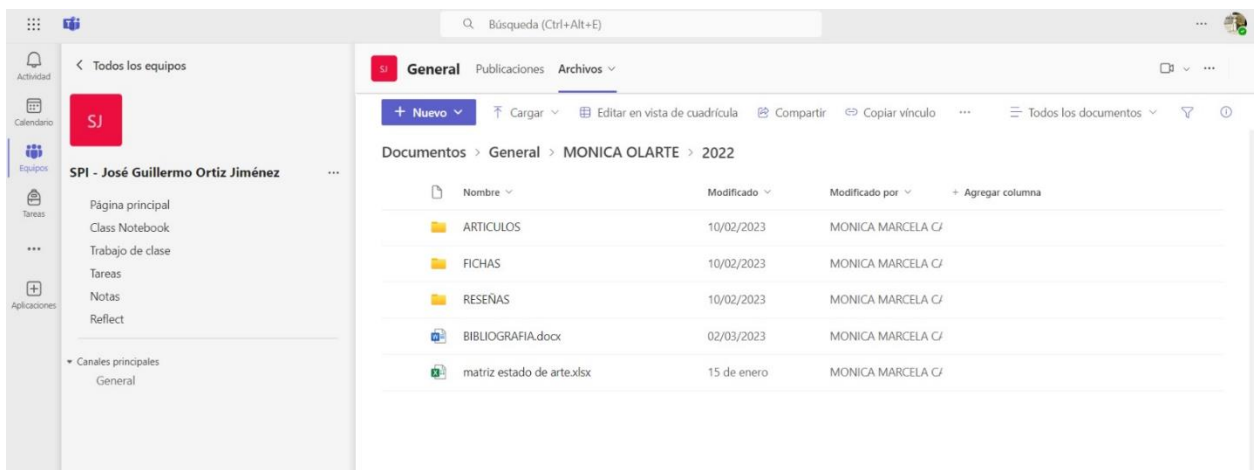 Búsqueda (Ctrl+Alt+E)
Actividad
Calendario
Equipos
Tareas
Aplicaciones
Todos los equipos
SJ
SPI - José Guillermo Ortiz Jiménez
Página principal
Class Notebook
Trabajo de clase
Tareas
Notas
Reflect
Canales principales
General
SJ General Publicaciones Archivos
+ Nuevo Cargar Editar en vista de cuadrícula Compartir Copiar vínculo ... Todos los documentos
Documentos > General > MONICA OLARTE > 2022
Nombre Modificado Modificado por + Agregar columna
ARTICULOS 10/02/2023 MONICA MARCELA
FICHAS 10/02/2023 MONICA MARCELA
RESEÑAS 10/02/2023 MONICA MARCELA
BIBLIOGRAFIA.docx 02/03/2023 MONICA MARCELA
matriz estado de arte.xlsx 15 de enero MONICA MARCELA